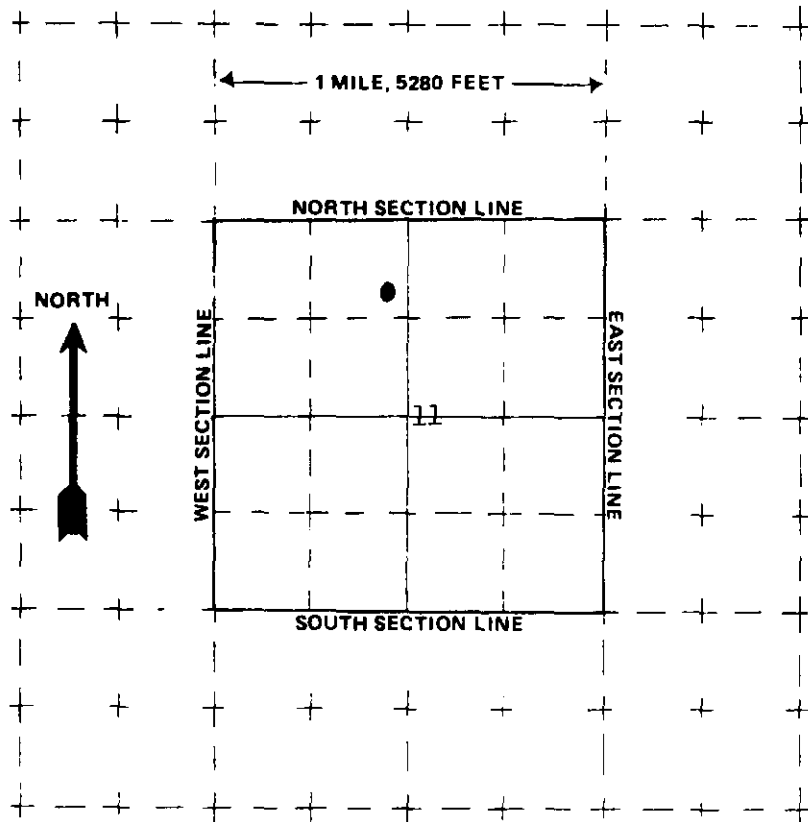 1 MILE, 5280 FEET
NORTH SECTION LINE
NORTH
WEST SECTION LINE
EAST SECTION LINE
11
SOUTH SECTION LINE